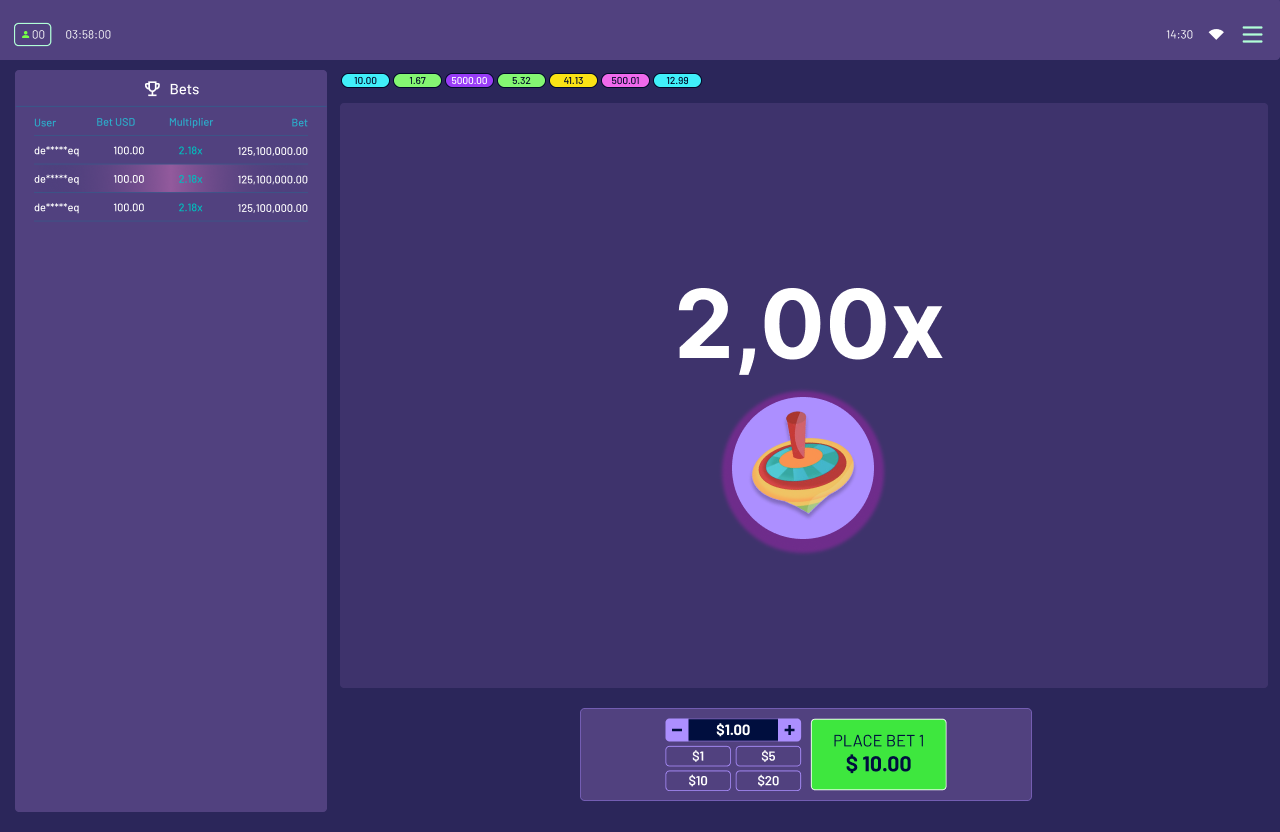 00 03:58:00 14:30
Bets
User Bet USD Multiplier Bet
de*****eq 100.00 2.18x 125,100,000.00
de*****eq 100.00 2.18x 125,100,000.00
de*****eq 100.00 2.18x 125,100,000.00
10.00 1.67 5000.00 5.32 41.13 500.01 12.99
2,00x
− $1.00 +
$1 $5
$10 $20
PLACE BET 1
$ 10.00